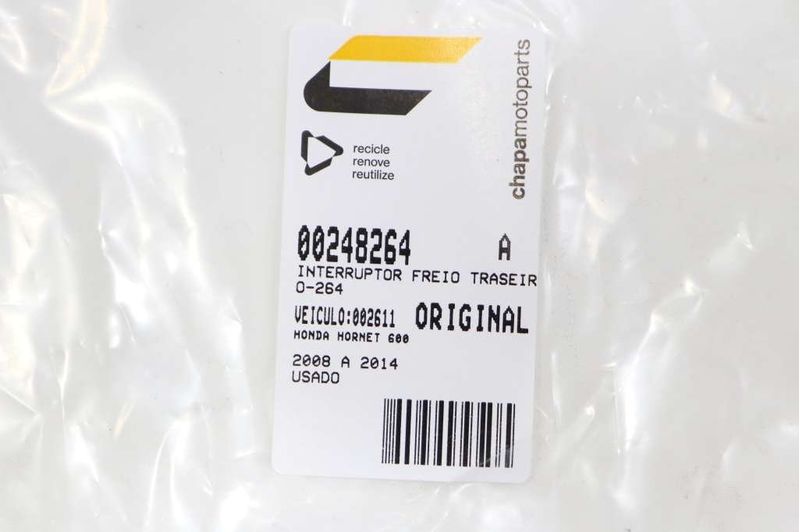 chapamotoparts
recicle
renove
reutilize
00248264 A
INTERRUPTOR FREIO TRASEIR
O-264
VEICULO:002611 ORIGINAL
HONDA HORNET 600
2008 A 2014
USADO